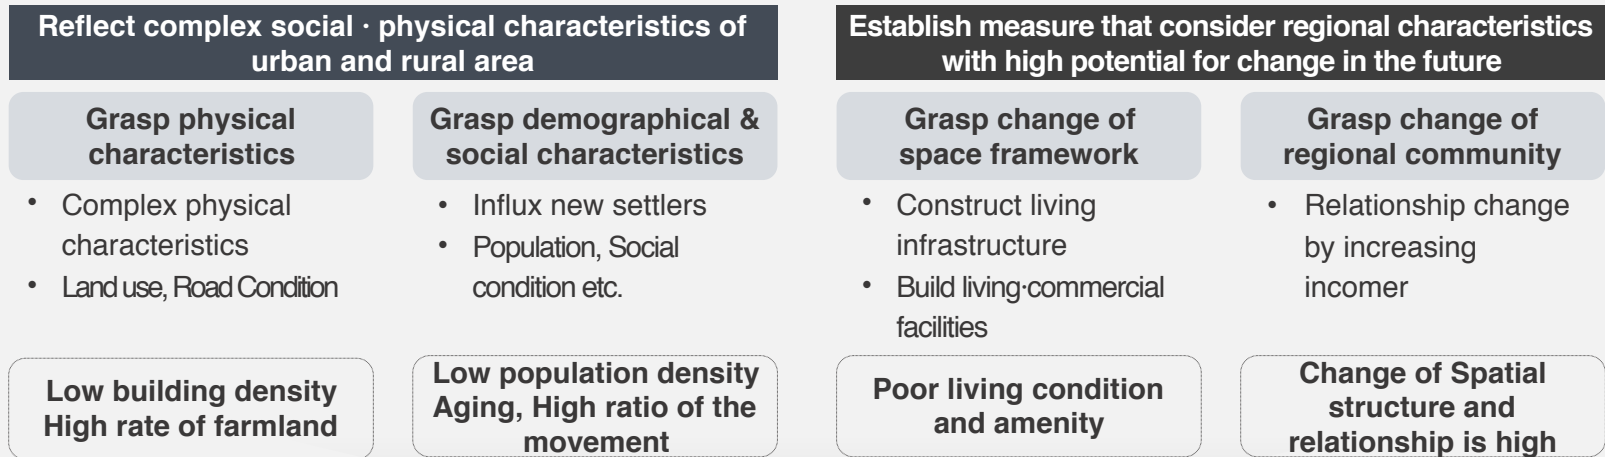 Reflect complex social · physical characteristics of
urban and rural area
Grasp physical
characteristics
• Complex physical
characteristics
• Land use, Road Condition
Low building density
High rate of farmland
Grasp demographical &
social characteristics
• Influx new settlers
• Population, Social
condition etc.
Low population density
Aging, High ratio of the
movement
Establish measure that consider regional characteristics
with high potential for change in the future
Grasp change of
space framework
• Construct living
infrastructure
• Build living·commercial
facilities
Poor living condition
and amenity
Grasp change of
regional community
• Relationship change
by increasing
incomer
Change of Spatial
structure and
relationship is high